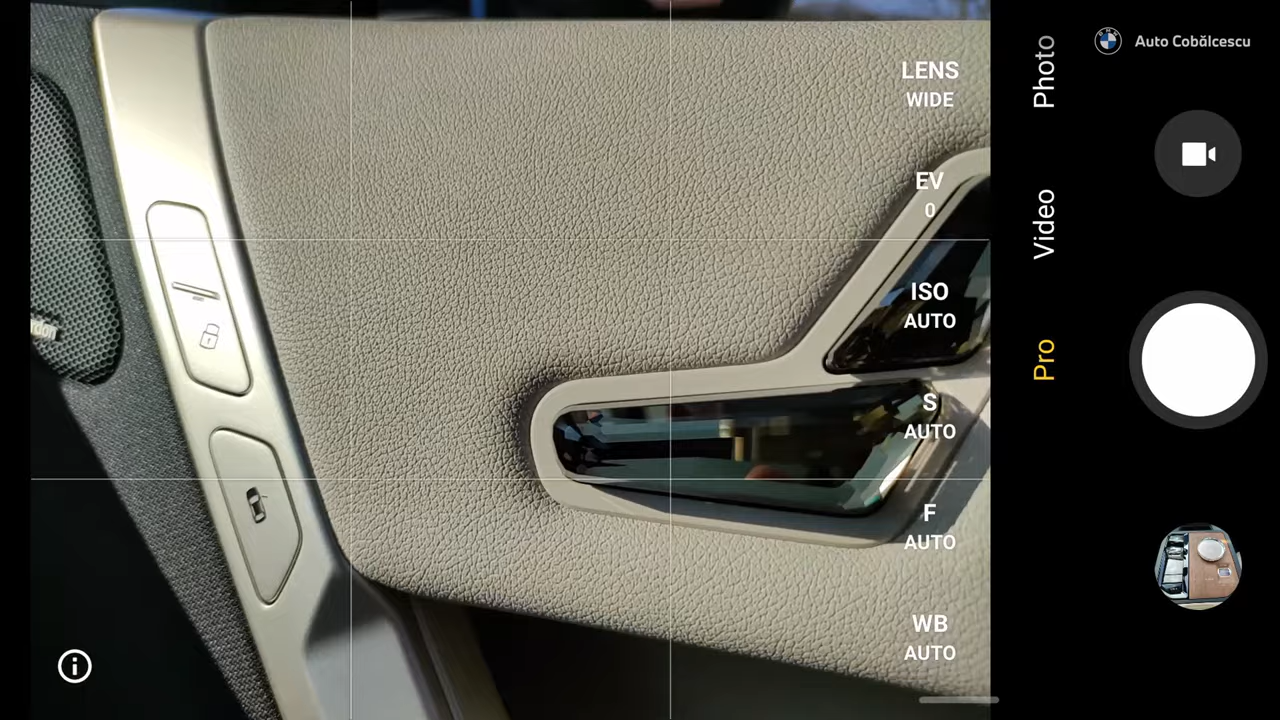 LENS
WIDE
EV
0
ISO
AUTO
S
AUTO
F
AUTO
WB
AUTO
Photo
Video
Pro
Auto Cobălcescu